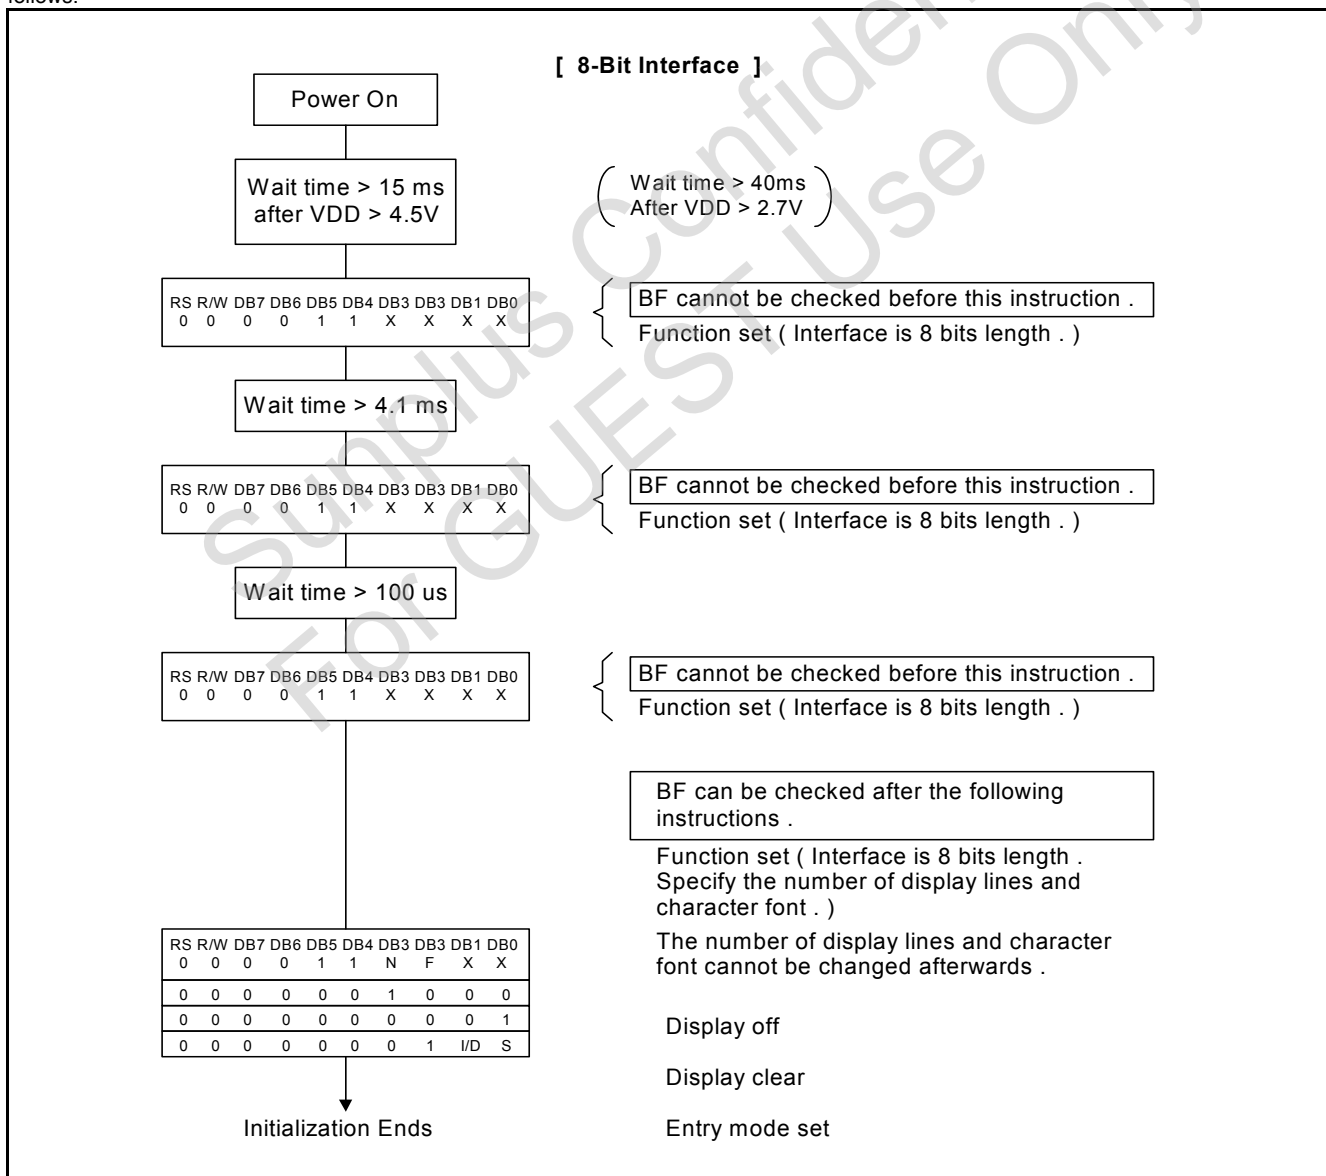 follows:
[ 8-Bit Interface ]
Power On
Wait time > 15 ms
after VDD > 4.5V
Wait time > 40ms
After VDD > 2.7V
RS R/W DB7 DB6 DB5 DB4 DB3 DB3 DB1 DB0
0 0 0 0 1 1 X X X X
BF cannot be checked before this instruction .
Function set ( Interface is 8 bits length . )
Wait time > 4.1 ms
RS R/W DB7 DB6 DB5 DB4 DB3 DB3 DB1 DB0
0 0 0 0 1 1 X X X X
BF cannot be checked before this instruction .
Function set ( Interface is 8 bits length . )
Wait time > 100 us
RS R/W DB7 DB6 DB5 DB4 DB3 DB3 DB1 DB0
0 0 0 0 1 1 X X X X
BF cannot be checked before this instruction .
Function set ( Interface is 8 bits length . )
BF can be checked after the following
instructions .
Function set ( Interface is 8 bits length .
Specify the number of display lines and
character font . )
The number of display lines and character
font cannot be changed afterwards .
RS R/W DB7 DB6 DB5 DB4 DB3 DB3 DB1 DB0
0 0 0 0 1 1 N F X X
0 0 0 0 0 0 1 0 0 0
0 0 0 0 0 0 0 0 0 1
0 0 0 0 0 0 0 1 I/D S
Display off
Display clear
Entry mode set
Initialization Ends
Sunplus Confiden
For GUEST Use Only